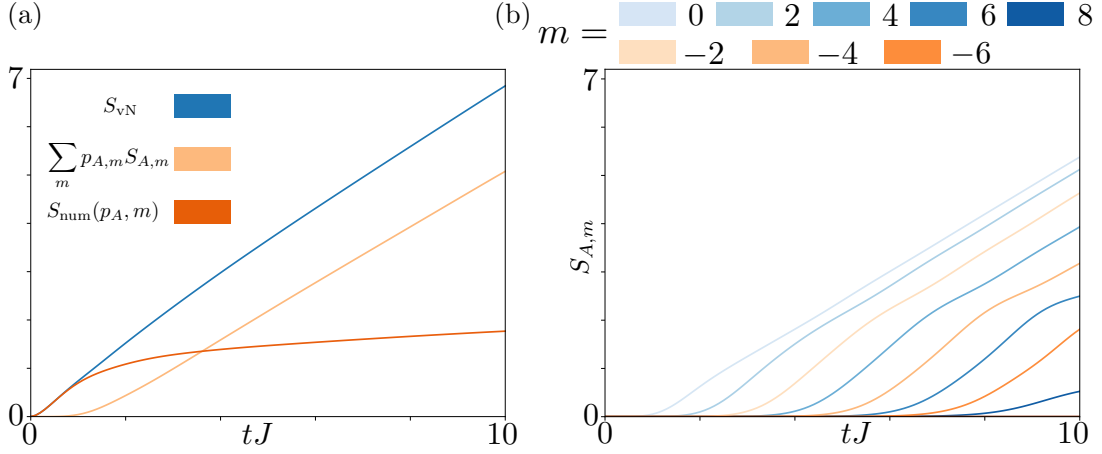 (a)
7
S_vN
∑_m p_{A,m} S_{A,m}
S_num(p_A, m)
0
0
tJ
10
(b)
m = 0 2 4 6 8
−2 −4 −6
7
S_{A,m}
0
0
tJ
10